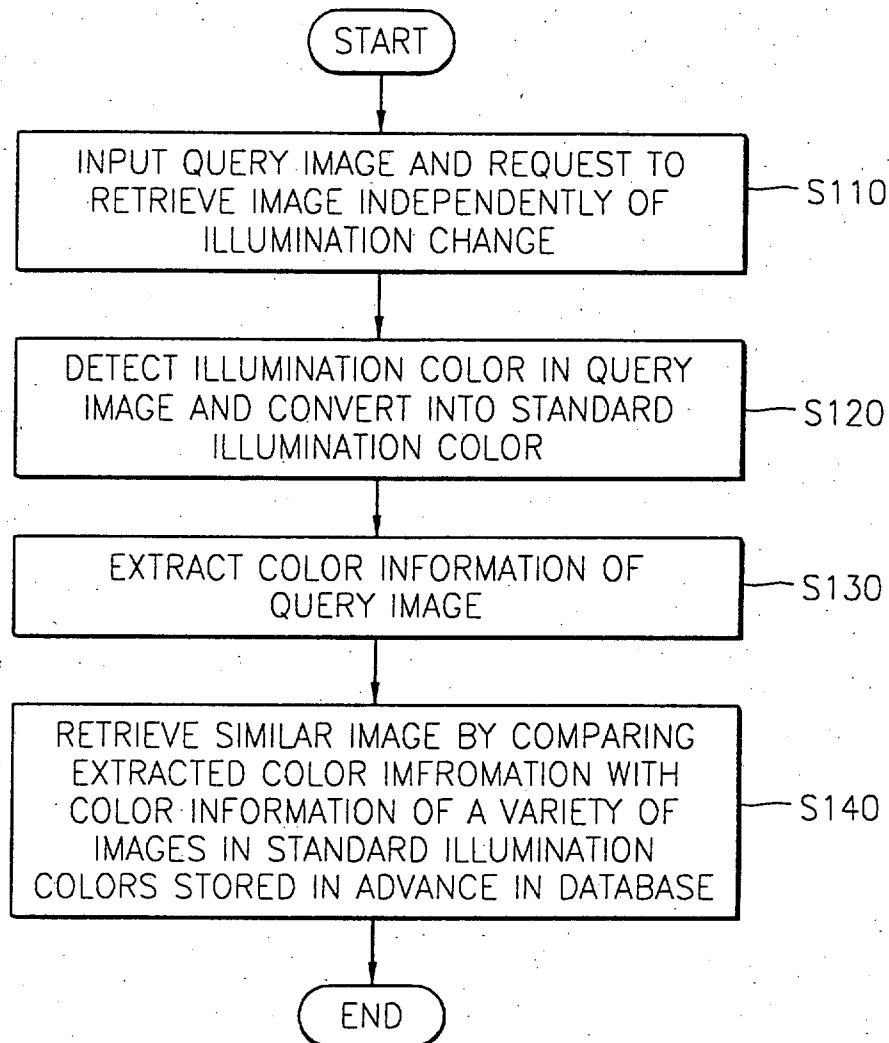 START
INPUT QUERY IMAGE AND REQUEST TO
RETRIEVE IMAGE INDEPENDENTLY OF
ILLUMINATION CHANGE
S110
DETECT ILLUMINATION COLOR IN QUERY
IMAGE AND CONVERT INTO STANDARD
ILLUMINATION COLOR
S120
EXTRACT COLOR INFORMATION OF
QUERY IMAGE
S130
RETRIEVE SIMILAR IMAGE BY COMPARING
EXTRACTED COLOR IMFROMATION WITH
COLOR INFORMATION OF A VARIETY OF
IMAGES IN STANDARD ILLUMINATION
COLORS STORED IN ADVANCE IN DATABASE
S140
END